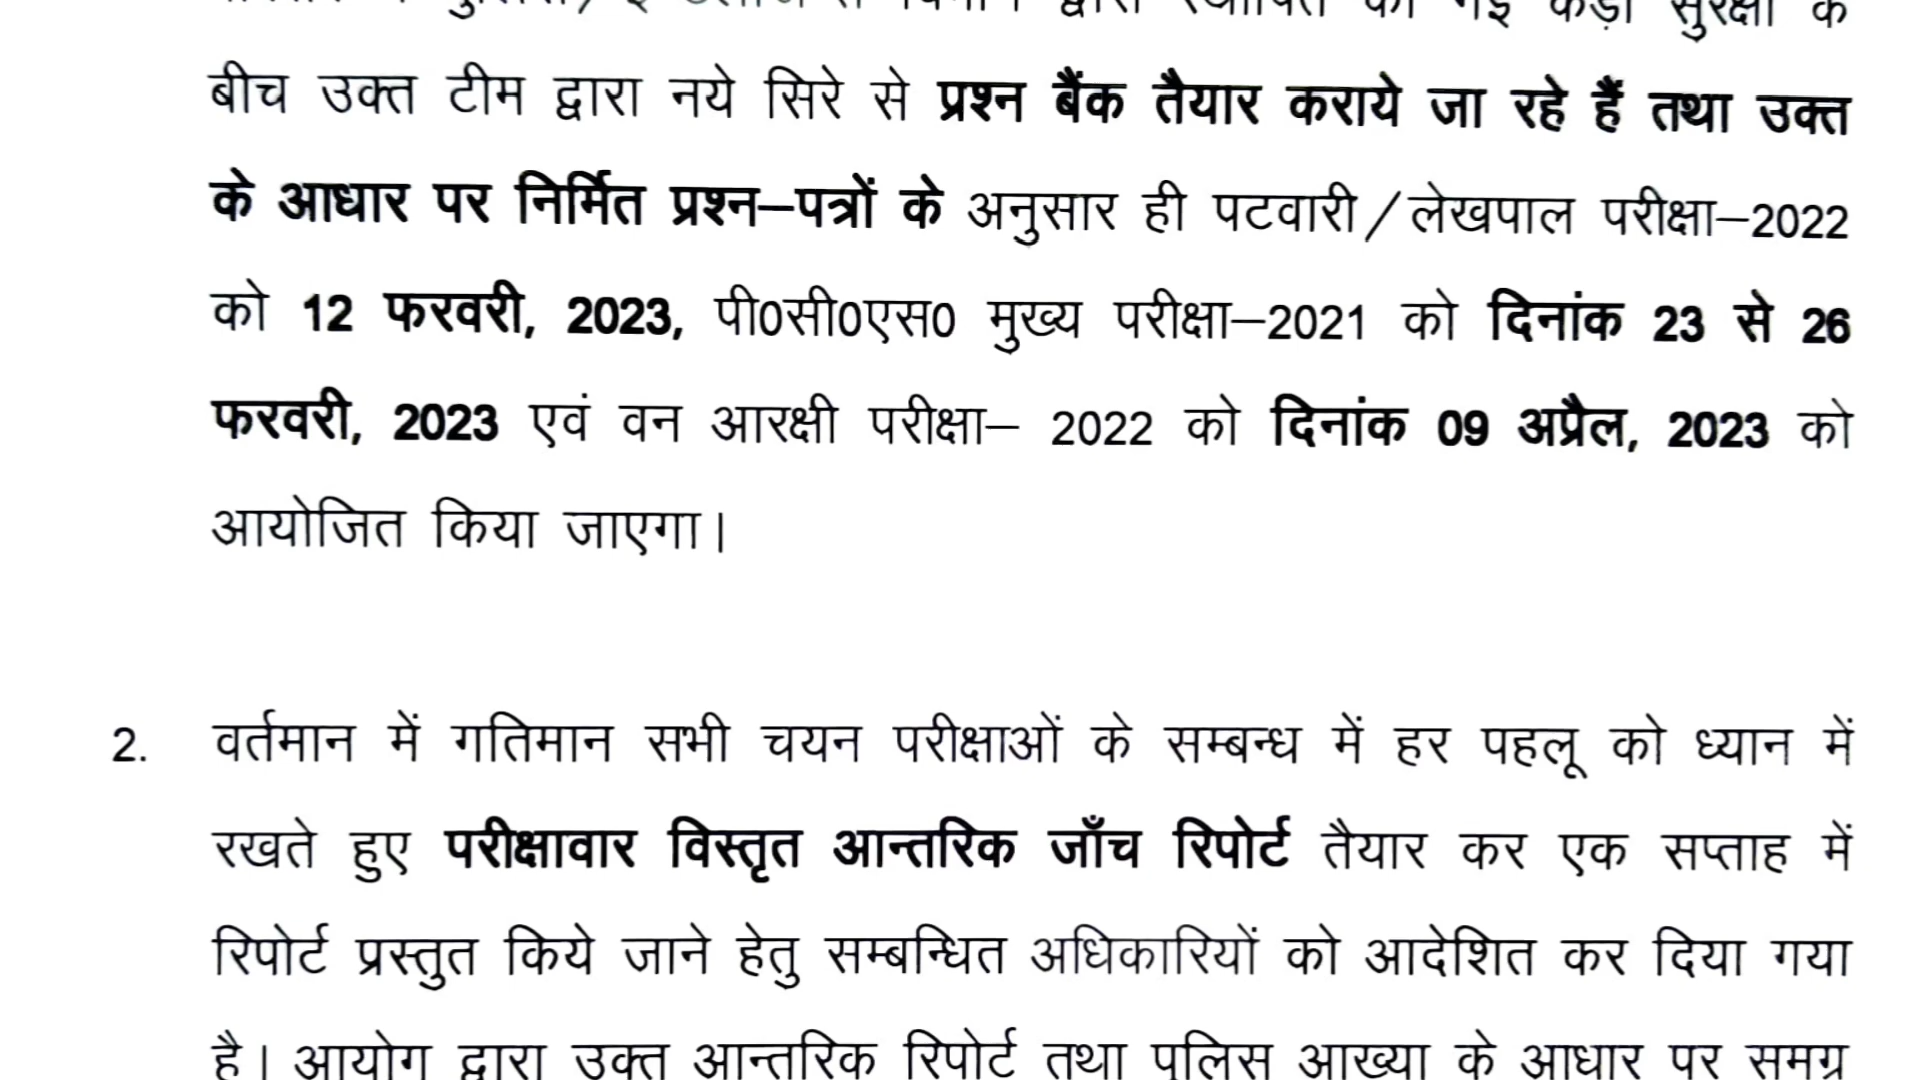 द्वारा स्थापित की गई कड़ी सुरक्षा के
बीच उक्त टीम द्वारा नये सिरे से प्रश्न बैंक तैयार कराये जा रहे हैं तथा उक्त
के आधार पर निर्मित प्रश्न–पत्रों के अनुसार ही पटवारी/लेखपाल परीक्षा–2022
को 12 फरवरी, 2023, पी0सी0एस0 मुख्य परीक्षा–2021 को दिनांक 23 से 26
फरवरी, 2023 एवं वन आरक्षी परीक्षा– 2022 को दिनांक 09 अप्रैल, 2023 को
आयोजित किया जाएगा।
2. वर्तमान में गतिमान सभी चयन परीक्षाओं के सम्बन्ध में हर पहलू को ध्यान में
रखते हुए परीक्षावार विस्तृत आन्तरिक जाँच रिपोर्ट तैयार कर एक सप्ताह में
रिपोर्ट प्रस्तुत किये जाने हेतु सम्बन्धित अधिकारियों को आदेशित कर दिया गया
है। आयोग द्वारा उक्त आन्तरिक रिपोर्ट तथा पुलिस आख्या के आधार पर समग्र